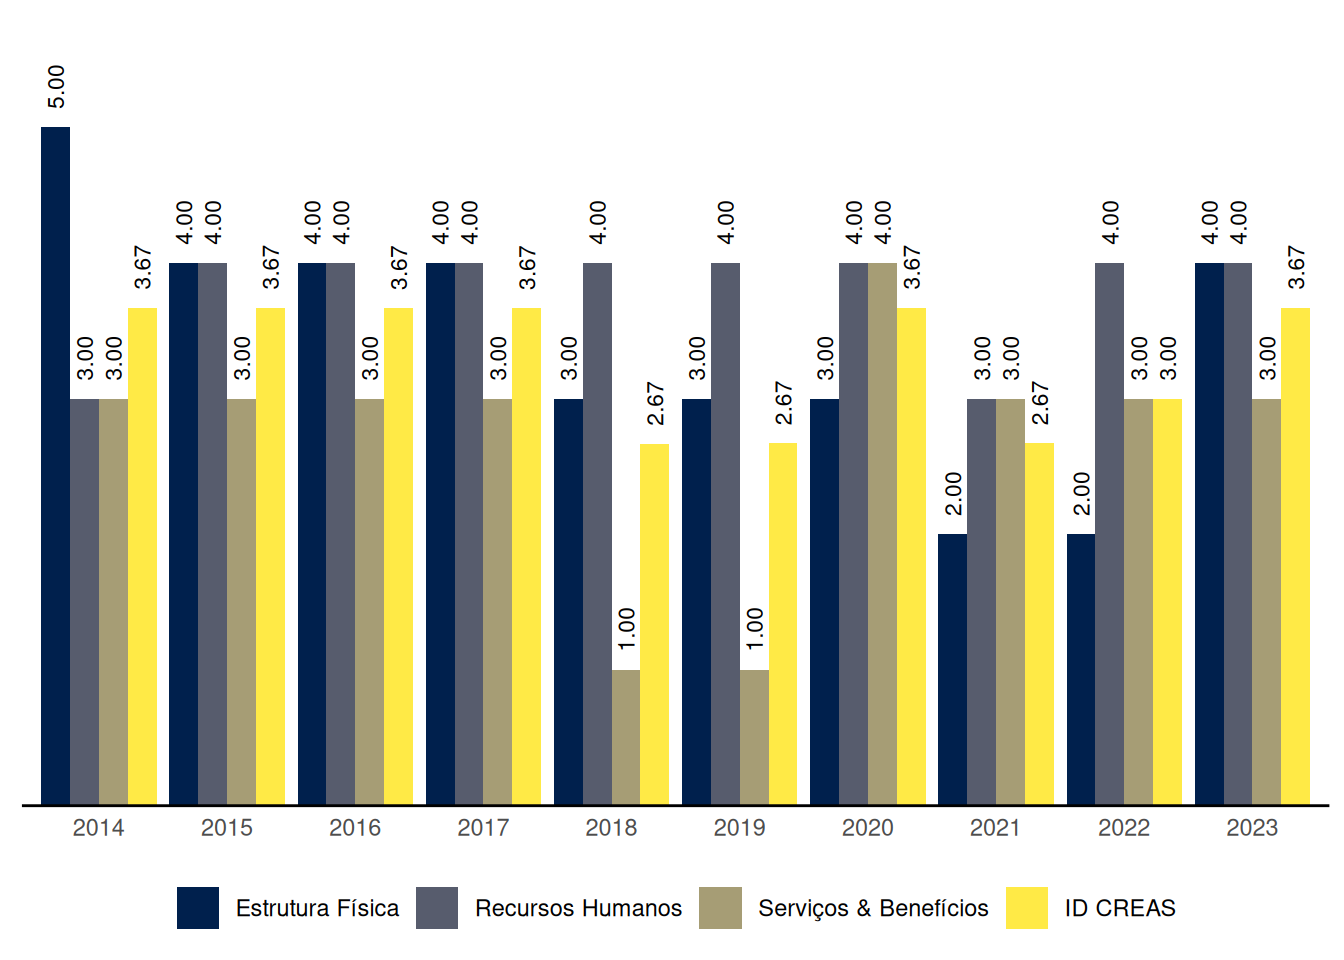 5.00 3.00 3.00 3.67 4.00 4.00 3.00 3.67 4.00 4.00 3.00 3.67 4.00 4.00 3.00 3.67 3.00 4.00 1.00 2.67 3.00 4.00 1.00 2.67 3.00 4.00 4.00 3.67 2.00 3.00 3.00 2.67 2.00 4.00 3.00 3.00 4.00 4.00 3.00 3.67
2014 2015 2016 2017 2018 2019 2020 2021 2022 2023
Estrutura Física Recursos Humanos Serviços & Benefícios ID CREAS